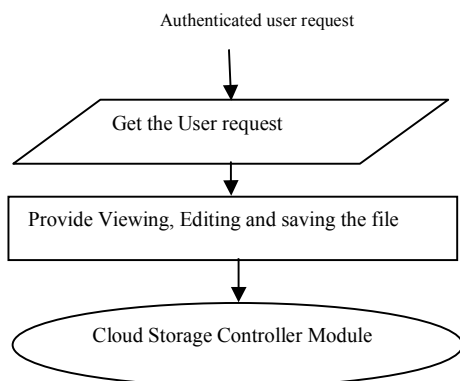 Authenticated user request
Get the User request
Provide Viewing, Editing and saving the file
Cloud Storage Controller Module